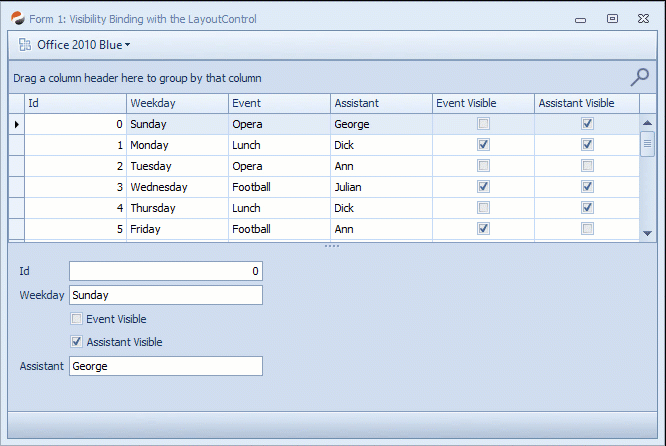 Form 1: Visibility Binding with the LayoutControl
Office 2010 Blue
Drag a column header here to group by that column
Id Weekday Event Assistant Event Visible Assistant Visible
0 Sunday Opera George
1 Monday Lunch Dick
2 Tuesday Opera Ann
3 Wednesday Football Julian
4 Thursday Lunch Dick
5 Friday Football Ann
Id 0
Weekday Sunday
Event Visible
Assistant Visible
Assistant George